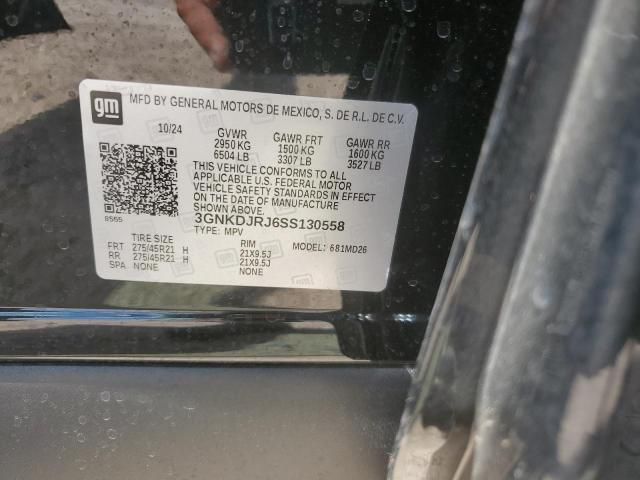 gm
MFD BY GENERAL MOTORS DE MEXICO, S. DE R.L. DE C.V.
10/24 GVWR GAWR FRT GAWR RR
2950 KG 1500 KG 1600 KG
6504 LB 3307 LB 3527 LB
THIS VEHICLE CONFORMS TO ALL
APPLICABLE U.S. FEDERAL MOTOR
VEHICLE SAFETY STANDARDS IN EFFECT
ON THE DATE OF MANUFACTURE
SHOWN ABOVE.
3GNKDJRJ6SS130558
TYPE: MPV MODEL: 681MD26
TIRE SIZE RIM
FRT 275/45R21 H 21X9.5J
RR 275/45R21 H 21X9.5J
SPA NONE NONE